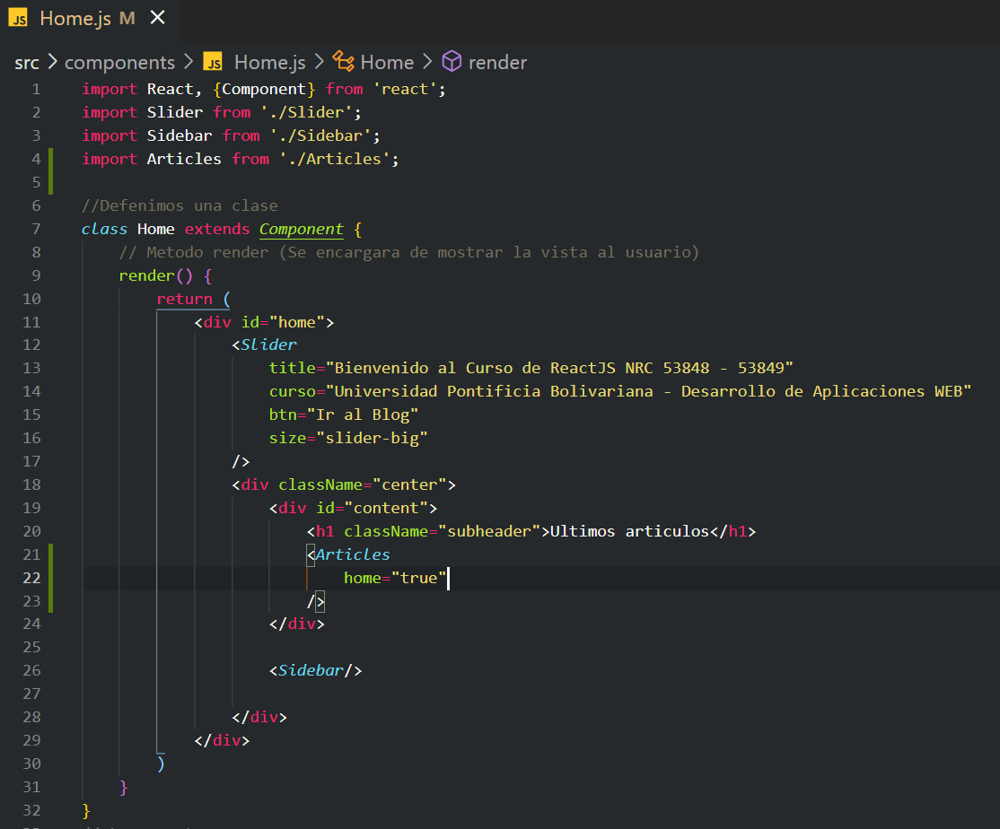 JS Home.js M
src > components > JS Home.js > Home > render
1 import React, {Component} from 'react';
2 import Slider from './Slider';
3 import Sidebar from './Sidebar';
4 import Articles from './Articles';
5
6 //Defenimos una clase
7 class Home extends Component {
8     // Metodo render (Se encargara de mostrar la vista al usuario)
9     render() {
10         return (
11             <div id="home">
12                 <Slider
13                     title="Bienvenido al Curso de ReactJS NRC 53848 - 53849"
14                     curso="Universidad Pontificia Bolivariana - Desarrollo de Aplicaciones WEB"
15                     btn="Ir al Blog"
16                     size="slider-big"
17                 />
18                 <div className="center">
19                     <div id="content">
20                         <h1 className="subheader">Ultimos articulos</h1>
21                         <Articles
22                             home="true"
23                         />
24                     </div>
25
26                     <Sidebar/>
27
28                 </div>
29             </div>
30         )
31     }
32 }